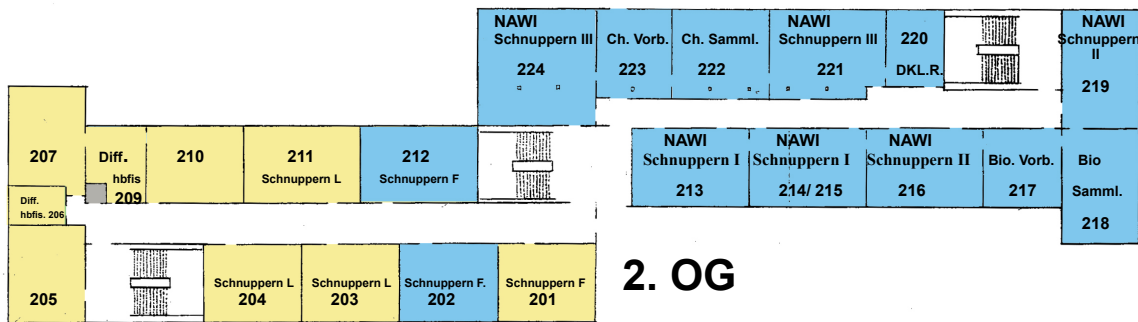 NAWI
Schnuppern III
224
Ch. Vorb.
223
Ch. Samml.
222
NAWI
Schnuppern III
221
220
DKL.R.
NAWI
Schnuppern
II
219
207
Diff.
hbfis
209
210
211
Schnuppern L
212
Schnuppern F
NAWI
Schnuppern I
213
NAWI
Schnuppern I
214/ 215
NAWI
Schnuppern II
216
Bio. Vorb.
217
Bio
Samml.
218
Diff.
hbfis. 206
205
Schnuppern L
204
Schnuppern L
203
Schnuppern F.
202
Schnuppern F
201
2. OG